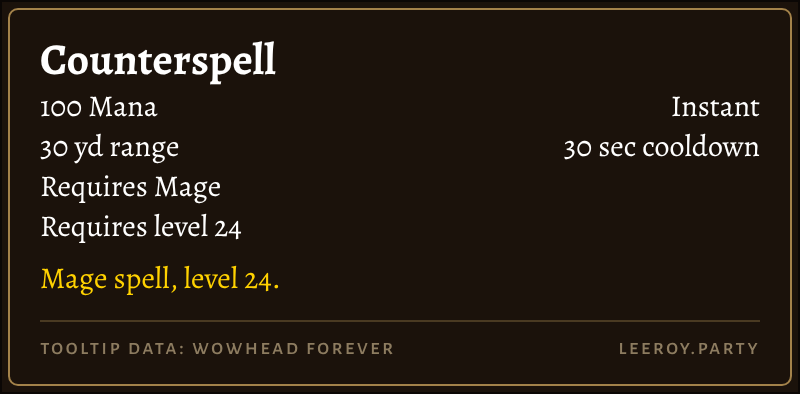 Counterspell
100 Mana Instant
30 yd range 30 sec cooldown
Requires Mage
Requires level 24
Mage spell, level 24.
TOOLTIP DATA: WOWHEAD FOREVER LEEROY.PARTY